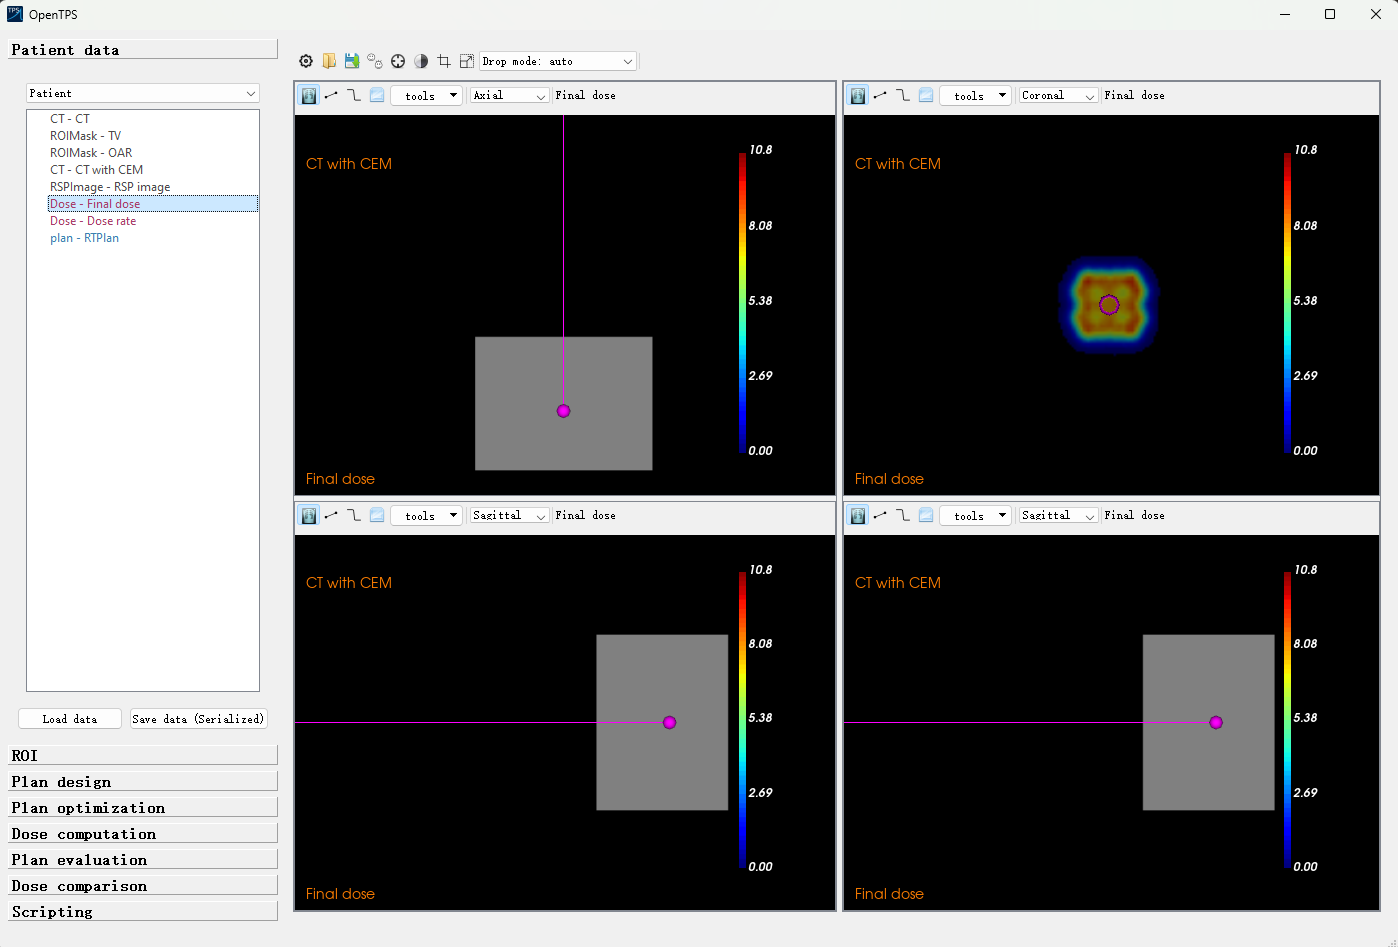 OpenTPS
Patient data
Patient
CT - CT
ROIMask - TV
ROIMask - OAR
CT - CT with CEM
RSPImage - RSP image
Dose - Final dose
Dose - Dose rate
plan - RTPlan
Load data
Save data (Serialized)
ROI
Plan design
Plan optimization
Dose computation
Plan evaluation
Dose comparison
Scripting
Drop mode: auto
tools
Axial
Final dose
CT with CEM
10.8
8.08
5.38
2.69
0.00
Final dose
tools
Coronal
Final dose
CT with CEM
10.8
8.08
5.38
2.69
0.00
Final dose
tools
Sagittal
Final dose
CT with CEM
10.8
8.08
5.38
2.69
0.00
Final dose
tools
Sagittal
Final dose
CT with CEM
10.8
8.08
5.38
2.69
0.00
Final dose